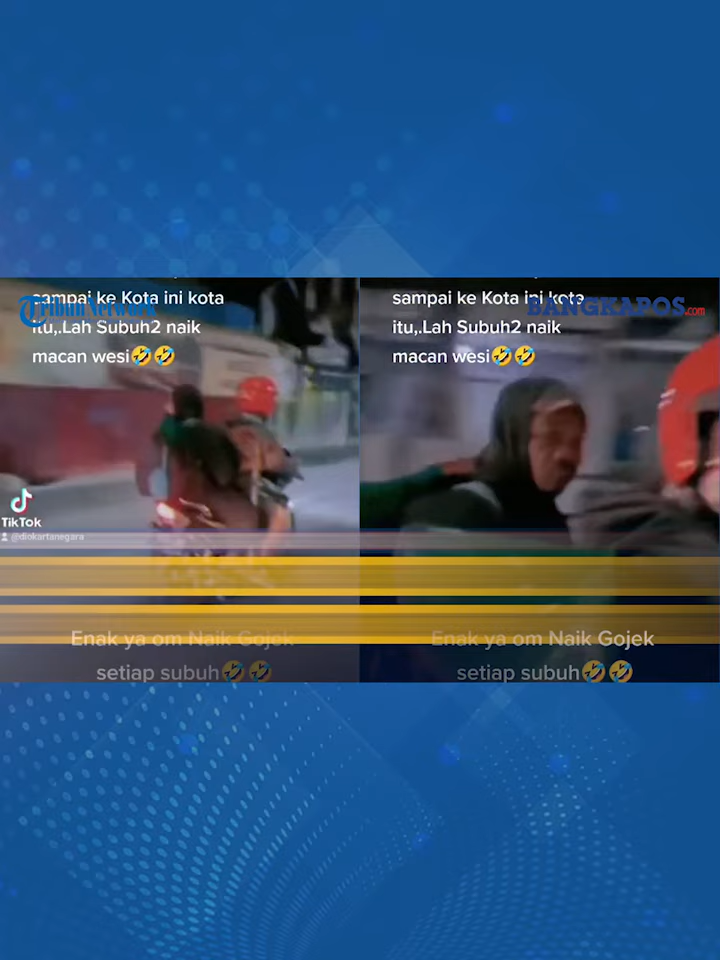 sampai ke Kota ini kota
itu,.Lah Subuh2 naik
macan wesi🤣🤣
Tribun Network
TikTok
@diokartanegara
Enak ya om Naik Gojek
setiap subuh🤣🤣
sampai ke Kota ini kota
itu,.Lah Subuh2 naik
macan wesi🤣🤣
BANGKAPOS.com
Enak ya om Naik Gojek
setiap subuh🤣🤣